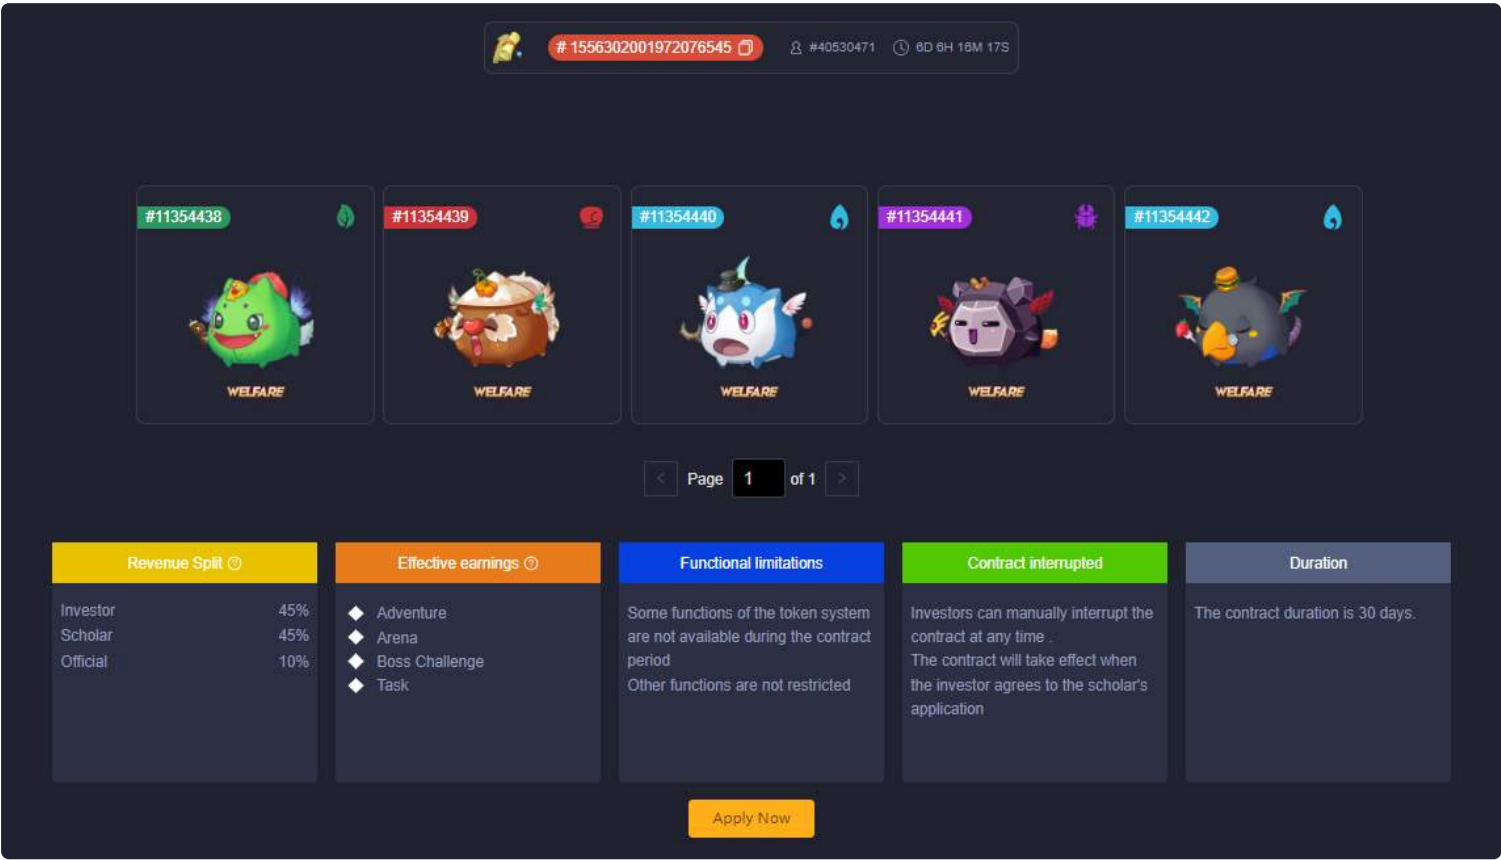 # 1556302001972076545 #40530471 6D 6H 16M 17S
#11354438 #11354439 #11354440 #11354441 #11354442
WELFARE WELFARE WELFARE WELFARE WELFARE
< Page 1 of 1 >
Revenue Split
Investor 45%
Scholar 45%
Official 10%
Effective earnings
Adventure
Arena
Boss Challenge
Task
Functional limitations
Some functions of the token system
are not available during the contract
period
Other functions are not restricted
Contract interrupted
Investors can manually interrupt the
contract at any time .
The contract will take effect when
the investor agrees to the scholar's
application
Duration
The contract duration is 30 days.
Apply Now